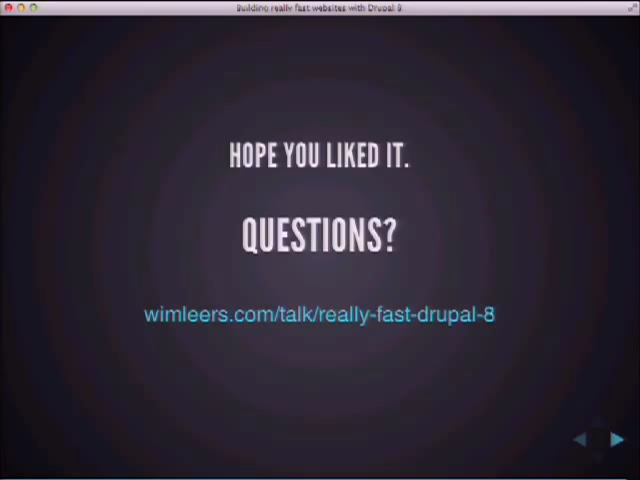 Building really fast websites with Drupal 8
HOPE YOU LIKED IT.
QUESTIONS?
wimleers.com/talk/really-fast-drupal-8